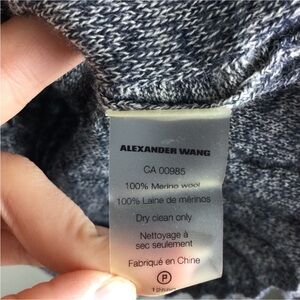 ALEXANDER WANG
CA 00985
100% Merino wool
100% Laine de mérinos
Dry clean only
Nettoyage à
sec seulement
Fabriqué en Chine
P